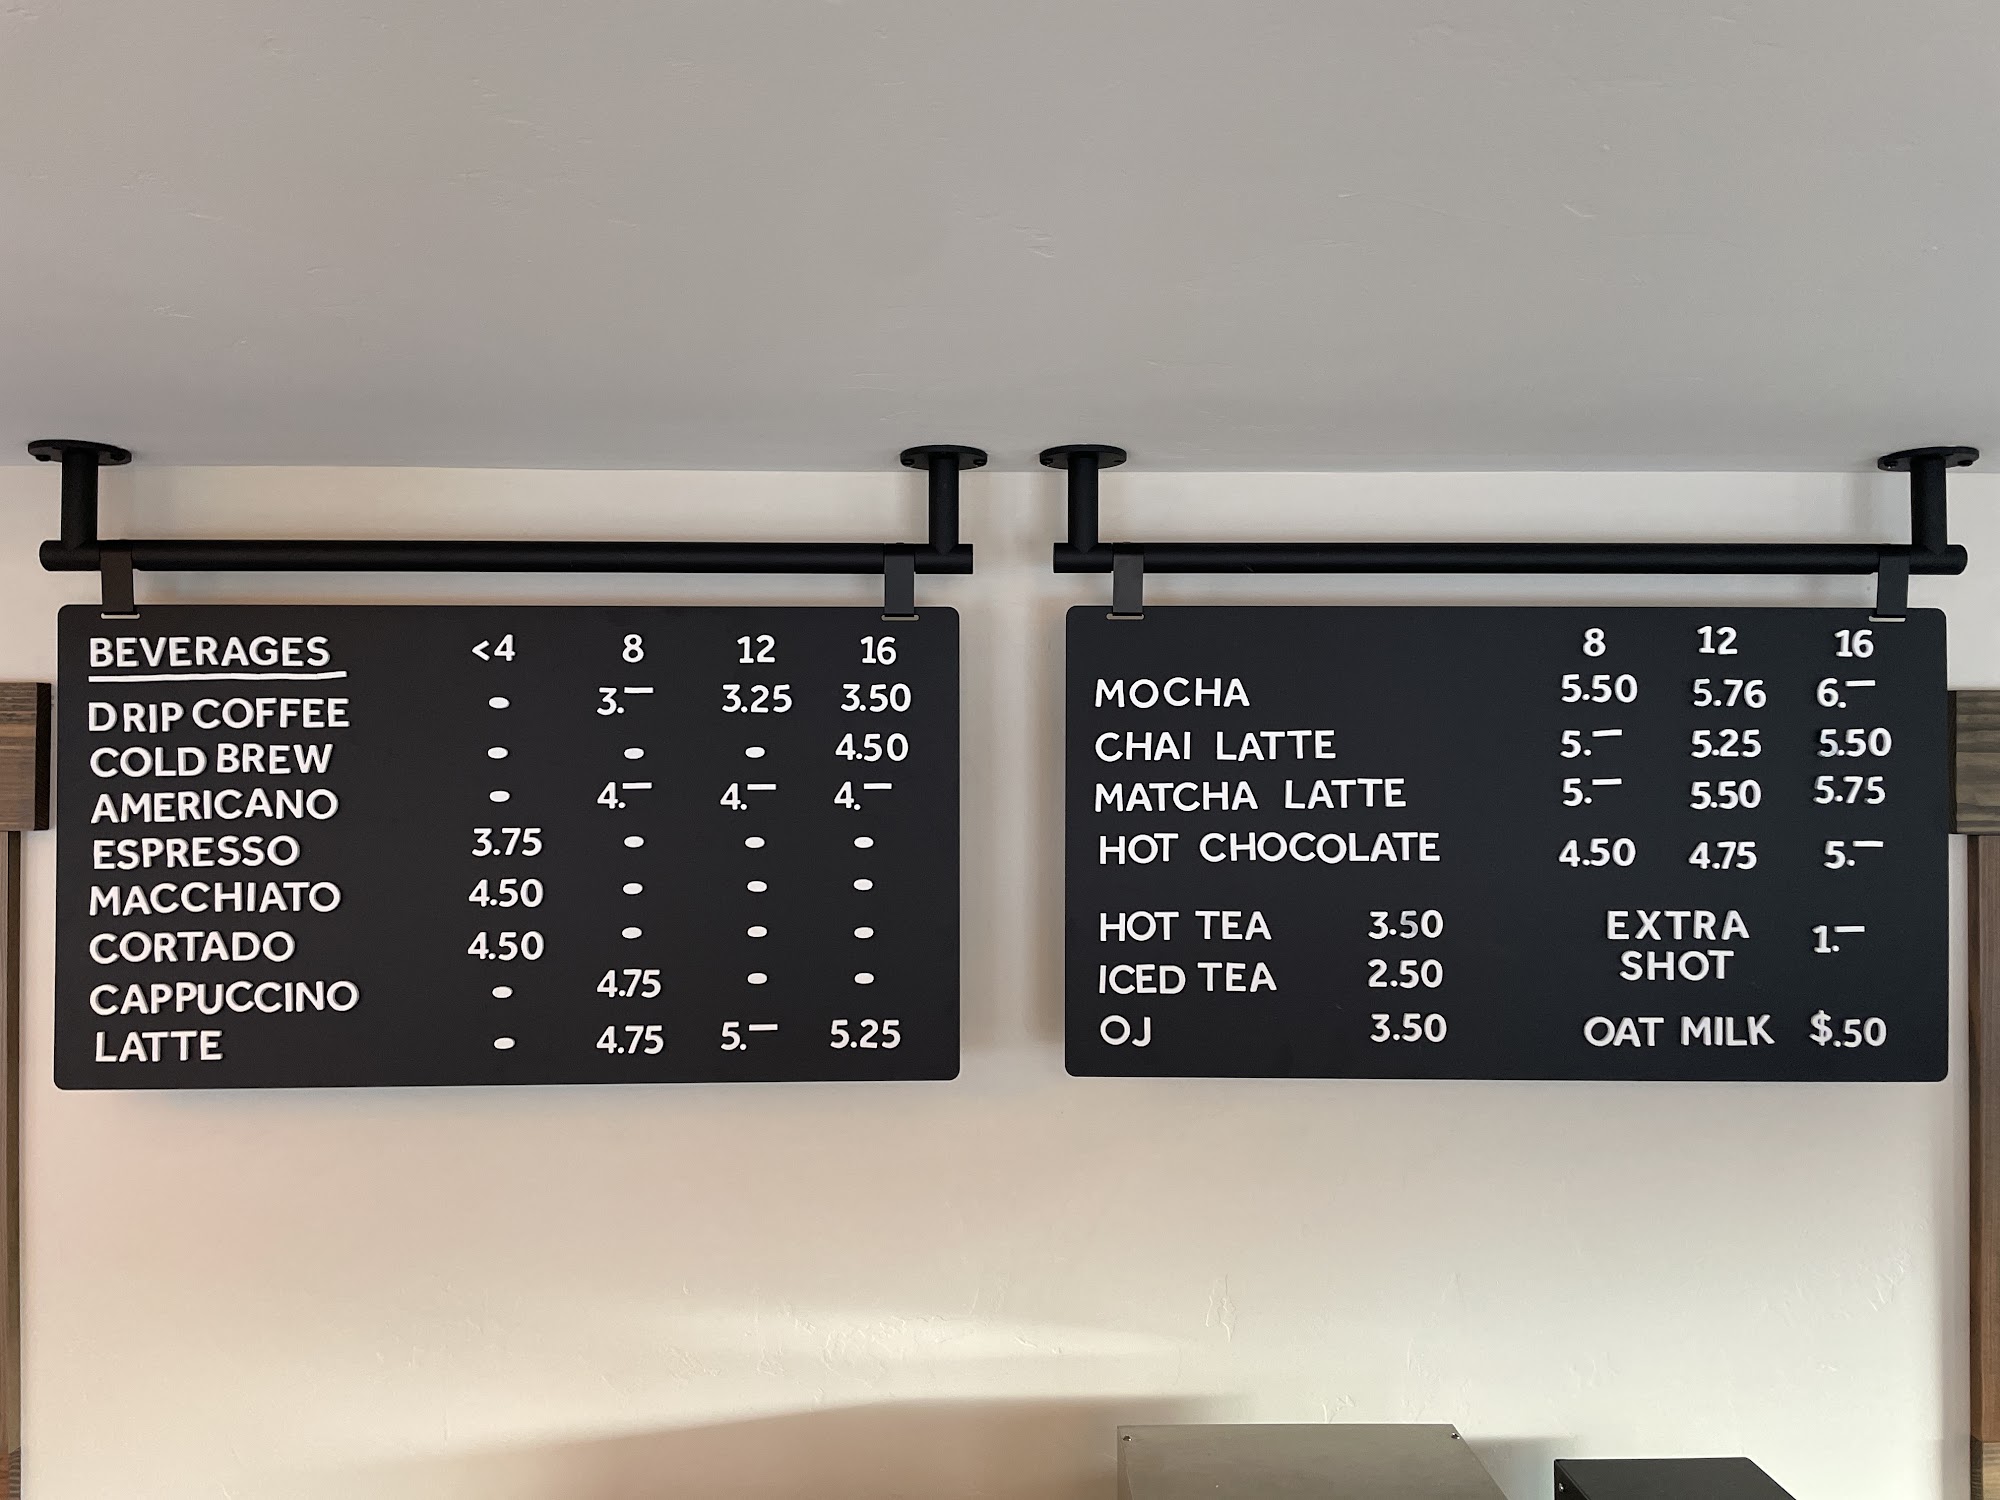 BEVERAGES <4 8 12 16
DRIP COFFEE - 3.— 3.25 3.50
COLD BREW - - - 4.50
AMERICANO - 4.— 4.— 4.—
ESPRESSO 3.75 - - -
MACCHIATO 4.50 - - -
CORTADO 4.50 - - -
CAPPUCCINO - 4.75 - -
LATTE - 4.75 5.— 5.25
8 12 16
MOCHA 5.50 5.76 6.—
CHAI LATTE 5.— 5.25 5.50
MATCHA LATTE 5.— 5.50 5.75
HOT CHOCOLATE 4.50 4.75 5.—
HOT TEA 3.50
ICED TEA 2.50
OJ 3.50
EXTRA
SHOT 1.—
OAT MILK $.50